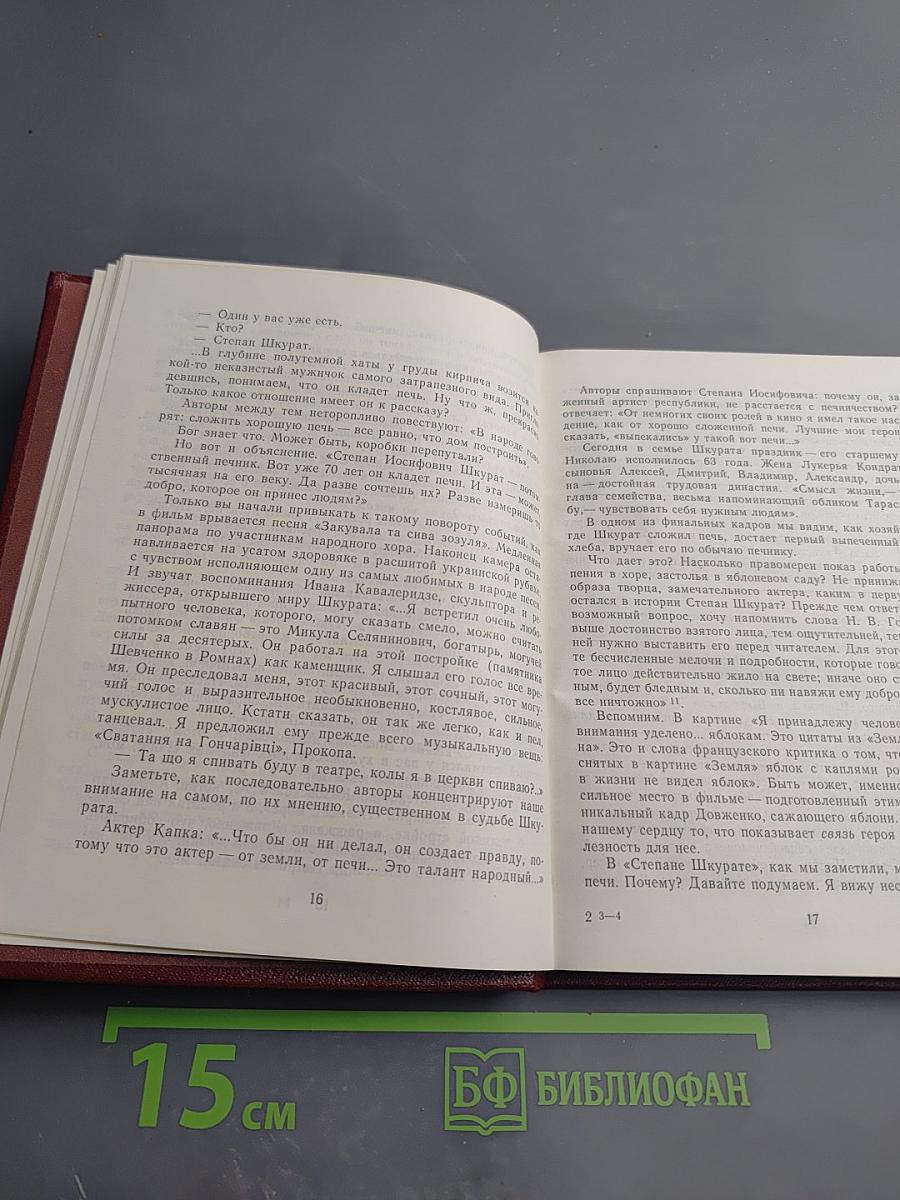 — Один у вас уже есть.
— Кто?
— Степан Шкурат.
...В глубине полутемной хаты у груды кирпича возится
кой-то неказистый мужичок самого затрапезного вида.
девшись, понимаем, что он кладет печь. Ну что ж, прекрасно
Только какое отношение имеет он к рассказу?
Авторы между тем неторопливо повествуют: «В народе гово-
рят: сложить хорошую печь — все равно, что дом построить».
Бог знает что. Может быть, коробки перепутали?
Но вот и объяснение. «Степан Иосифович Шкурат — потом-
ственный печник. Вот уже 70 лет он кладет печи. И эта — может
тысячная на его веку. Да разве сочтешь их? Разве измеришь то
добро, которое он принес людям?»
Только вы начали привыкать к такому повороту событий, как
в фильм врывается песня «Закувала та сива зозуля». Медленная
панорама по участникам народного хора. Наконец камера оста-
навливается на усатом здоровяке в расшитой украинской рубахе,
с чувством исполняющем одну из самых любимых в народе песен.
И звучат воспоминания Ивана Кавалеридзе, скульптора и ре-
жиссера, открывшего миру Шкурата: «...Я встретил очень любо-
пытного человека, которого, могу сказать смело, можно считать
потомком славян — это Микула Селянинович, богатырь, могучей
силы за десятерых. Он работал на этой постройке (памятника
Шевченко в Ромнах) как каменщик. Я слышал его голос все вре-
мя. Он преследовал меня, этот красивый, этот сочный, этот могу-
чий голос и выразительное необыкновенно, костлявое, сильное,
мускулистое лицо. Кстати сказать, он так же легко, как и пел,
танцевал. Я предложил ему прежде всего музыкальную вещь:
«Сватання на Гончарівці», Прокопа.
— Та що я спивать буду в театре, колы я в церкви спиваю?..»
Заметьте, как последовательно авторы концентрируют наше
внимание на самом, по их мнению, существенном в судьбе Шку-
рата.
Актер Капка: «...Что бы он ни делал, он создает правду, по-
тому что это актер — от земли, от печи... Это талант народный...»
16
Авторы спрашивают Степана Иосифовича: почему он, за
женный артист республики, не расстается с печничеством?
отвечает: «От немногих своих ролей в кино я имел такое нас
дение, как от хорошо сложенной печи. Лучшие мои геро
сказать, «выпекались» у такой вот печи...»
Сегодня в семье Шкурата праздник — его старшему
Николаю исполнилось 63 года. Жена Лукерья Кондрат
сыновья Алексей, Дмитрий, Владимир, Александр, дочь
на — достойная трудовая династия. «Смысл жизни,—
глава семейства, весьма напоминающий обликом Тарас
бу,— чувствовать себя нужным людям».
В одном из финальных кадров мы видим, как хозяй
где Шкурат сложил печь, достает первый выпеченный
хлеба, вручает его по обычаю печнику.
Что дает это? Насколько правомерен показ работы
пения в хоре, застолья в яблоневом саду? Не принижа
образа творца, замечательного актера, каким в перву
остался в истории Степан Шкурат? Прежде чем ответ
возможный вопрос, хочу напомнить слова Н. В. Го
выше достоинство взятого лица, тем ощутительней, тем
ней нужно выставить его перед читателем. Для этого
те бесчисленные мелочи и подробности, которые гово
тое лицо действительно жило на свете; иначе оно ст
ным, будет бледным и, сколько ни навяжи ему добро
все ничтожно» 11.
Вспомним. В картине «Я принадлежу челове
внимания уделено... яблокам. Это цитаты из «Земл
на». Это и слова французского критика о том, что
снятых в картине «Земля» яблок с каплями ро
в жизни не видел яблок». Быть может, именно
сильное место в фильме — подготовленный этим
никальный кадр Довженко, сажающего яблони.
нашему сердцу то, что показывает связь героя
лезность для нее.
В «Степане Шкурате», как мы заметили, м
печи. Почему? Давайте подумаем. Я вижу нес
2 3—4
17
15 см
БФ БИБЛИОФАН